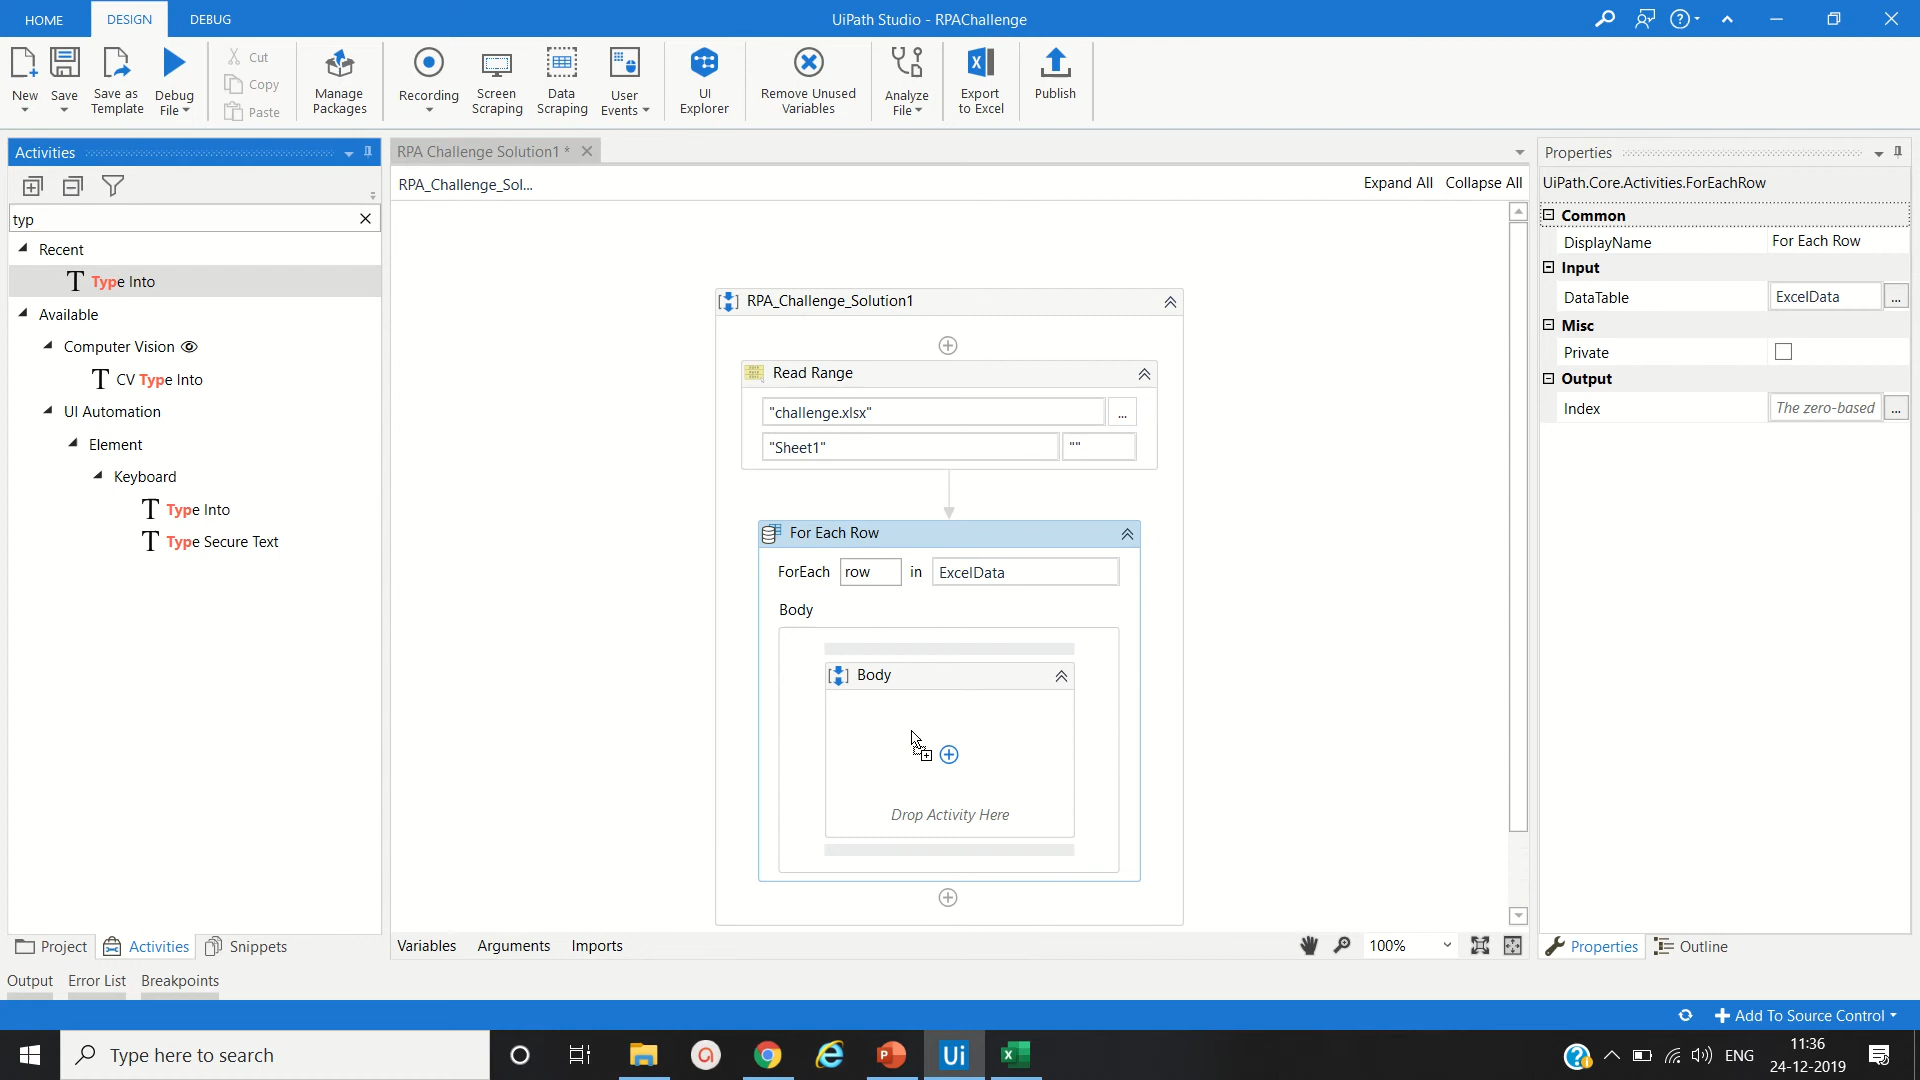 HOME DESIGN DEBUG UiPath Studio - RPAChallenge
New
Save
Save as
Template
Debug
File
Cut
Copy
Paste
Manage
Packages
Recording
Screen
Scraping
Data
Scraping
User
Events
UI
Explorer
Remove Unused
Variables
Analyze
File
Export
to Excel
Publish
Activities
typ
Recent
Type Into
Available
Computer Vision
CV Type Into
UI Automation
Element
Keyboard
Type Into
Type Secure Text
Project Activities Snippets
RPA Challenge Solution1 *
RPA_Challenge_Sol... Expand All Collapse All
RPA_Challenge_Solution1
Read Range
"challenge.xlsx" ...
"Sheet1" ""
For Each Row
ForEach row in ExcelData
Body
Body
Drop Activity Here
Variables Arguments Imports 100%
Properties
UiPath.Core.Activities.ForEachRow
Common
DisplayName For Each Row
Input
DataTable ExcelData ...
Misc
Private
Output
Index The zero-based ...
Properties Outline
Output Error List Breakpoints
Add To Source Control
Type here to search
Ui
ENG
11:36
24-12-2019